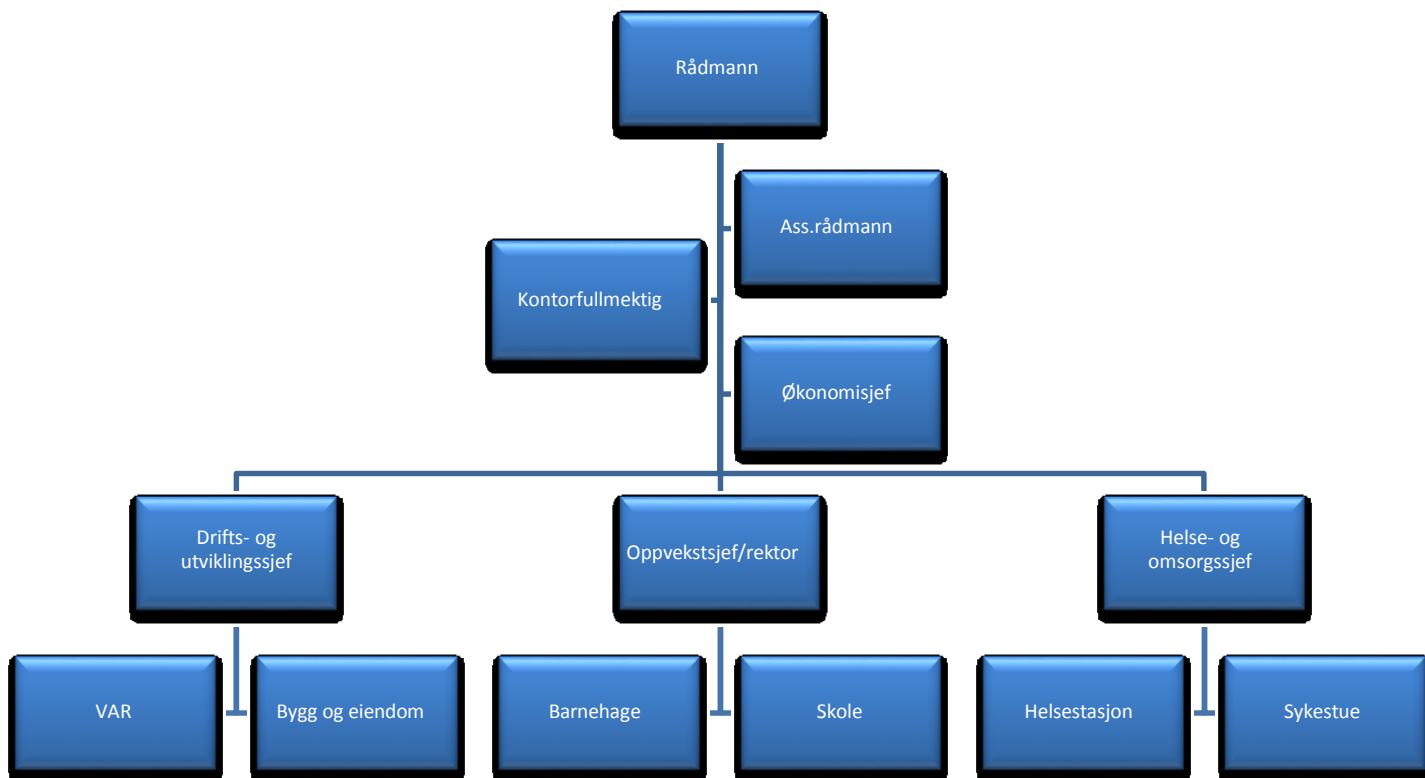 Rådmann
Ass.rådmann
Kontorfullmektig
Økonomisjef
Drifts- og
utviklingssjef
Oppvekstsjef/rektor
Helse- og
omsorgssjef
VAR
Bygg og eiendom
Barnehage
Skole
Helsestasjon
Sykestue